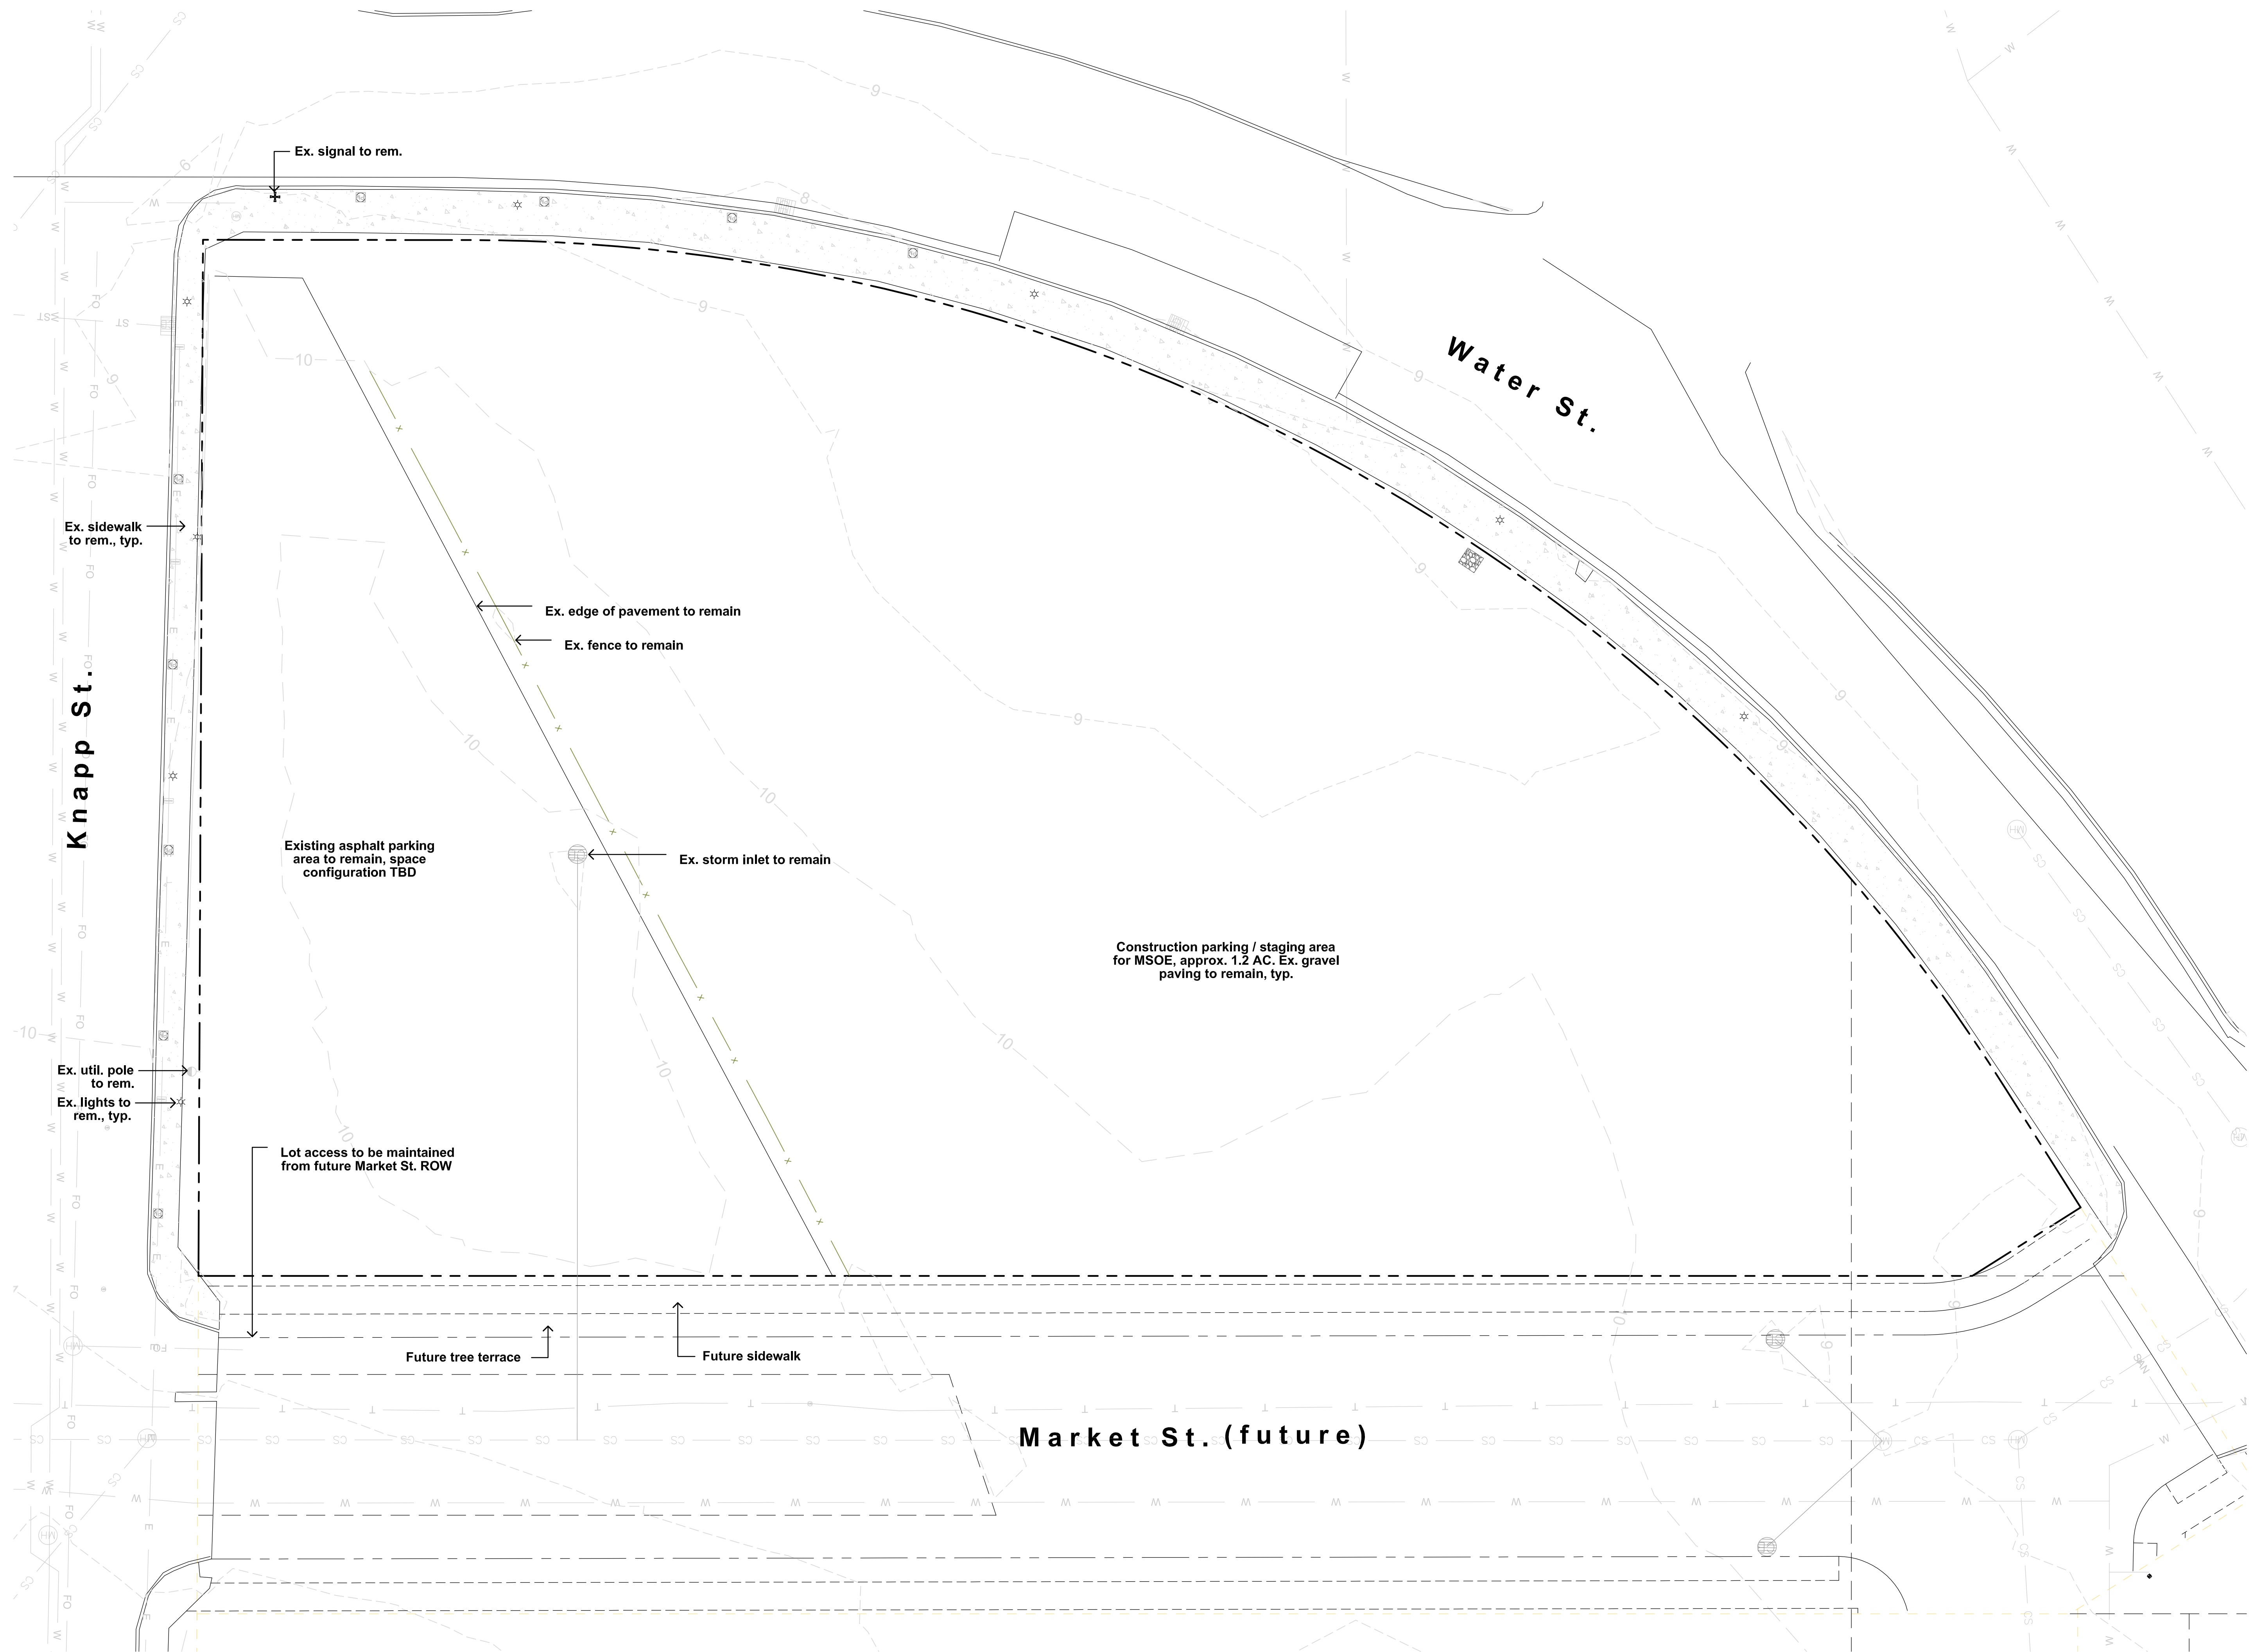 Ex. signal to rem.
Water St.
Ex. sidewalk
to rem., typ.
Ex. edge of pavement to remain
Ex. fence to remain
Knapp St.
Existing asphalt parking
area to remain, space
configuration TBD
Ex. storm inlet to remain
Construction parking / staging area
for MSOE, approx. 1.2 AC. Ex. gravel
paving to remain, typ.
Ex. util. pole
to rem.
Ex. lights to
rem., typ.
Lot access to be maintained
from future Market St. ROW
Future tree terrace
Future sidewalk
Market St. (future)